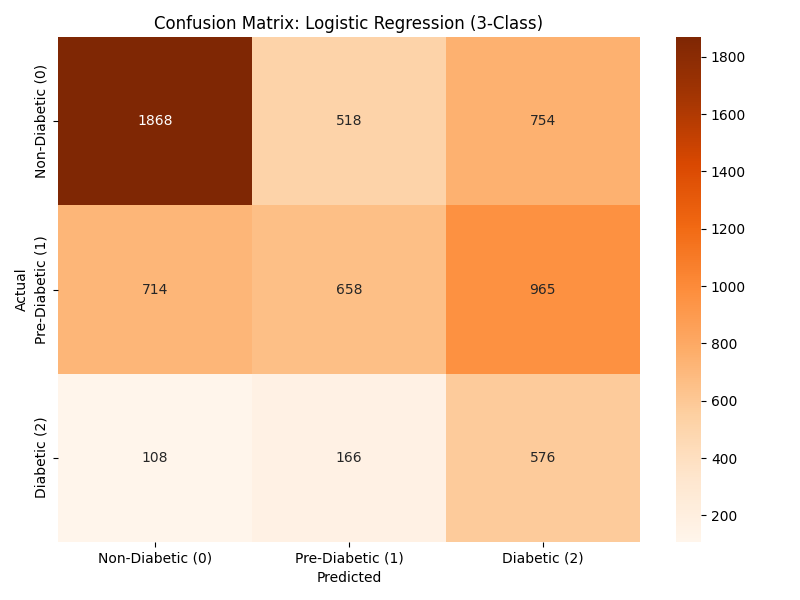 Confusion Matrix: Logistic Regression (3-Class)
Actual
Non-Diabetic (0)
1868 518 754
Pre-Diabetic (1)
714 658 965
Diabetic (2)
108 166 576
Non-Diabetic (0) Pre-Diabetic (1) Diabetic (2)
Predicted
1800
1600
1400
1200
1000
800
600
400
200